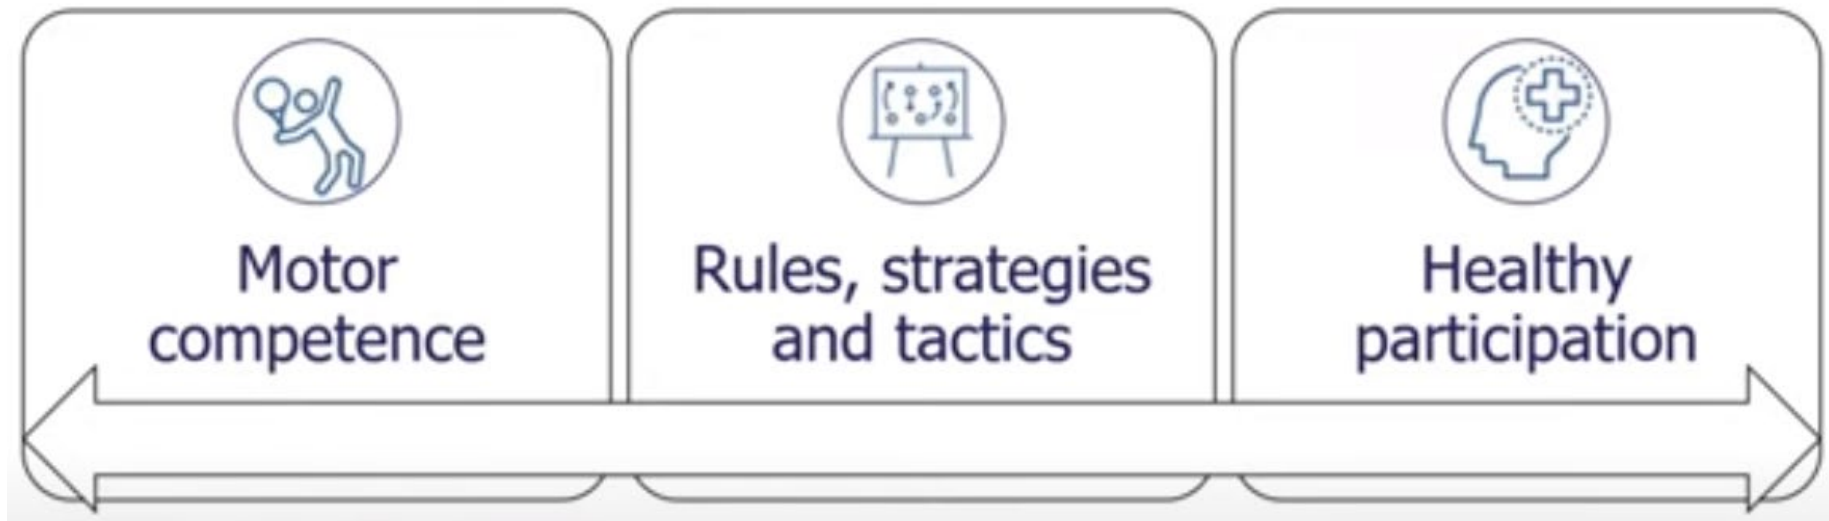 Motor
competence
Rules, strategies
and tactics
Healthy
participation